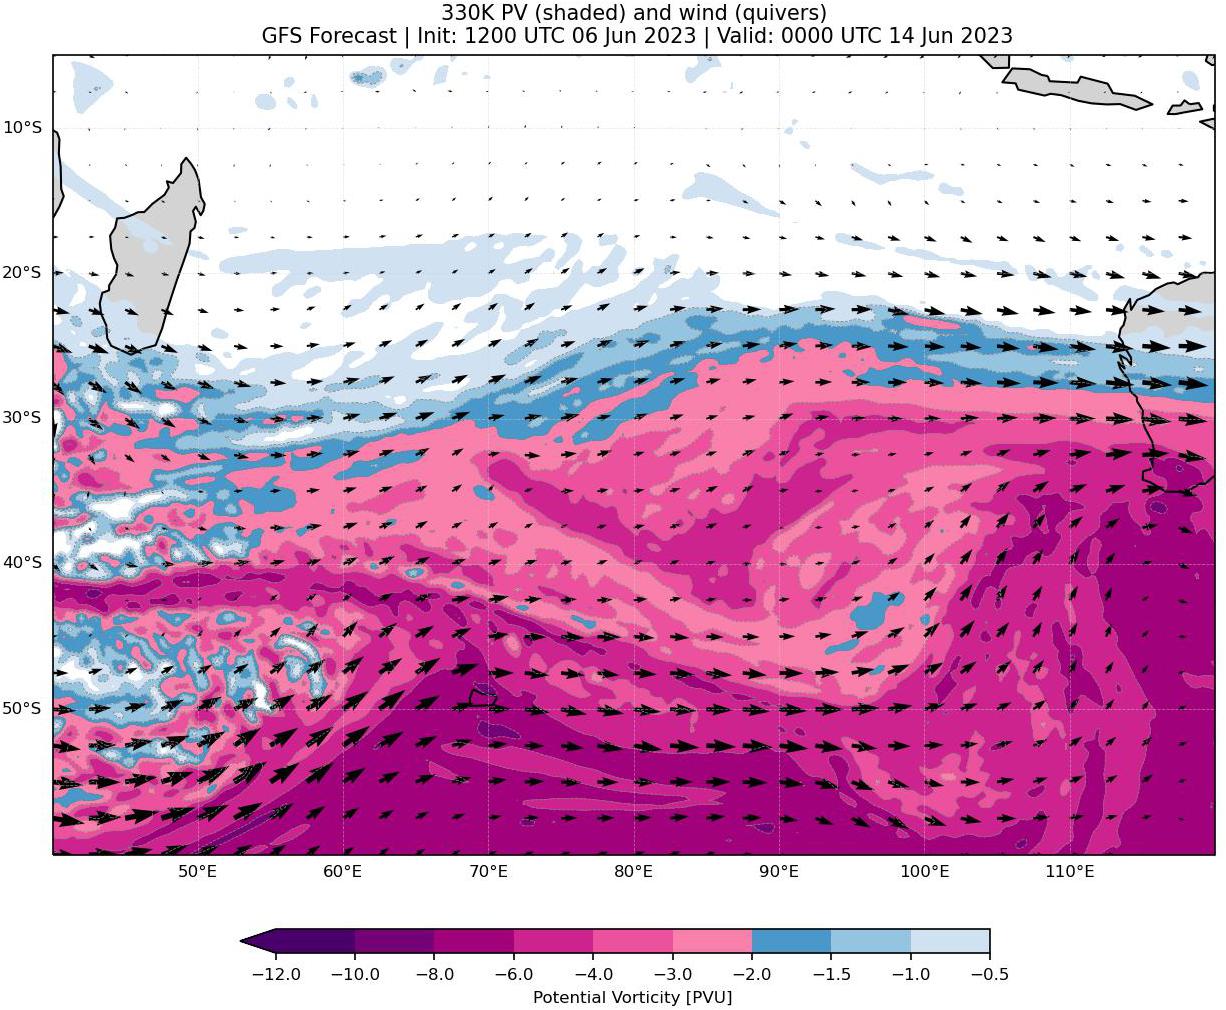 330K PV (shaded) and wind (quivers)
GFS Forecast | Init: 1200 UTC 06 Jun 2023 | Valid: 0000 UTC 14 Jun 2023
10°S
20°S
30°S
40°S
50°S
50°E 60°E 70°E 80°E 90°E 100°E 110°E
−12.0 −10.0 −8.0 −6.0 −4.0 −3.0 −2.0 −1.5 −1.0 −0.5
Potential Vorticity [PVU]